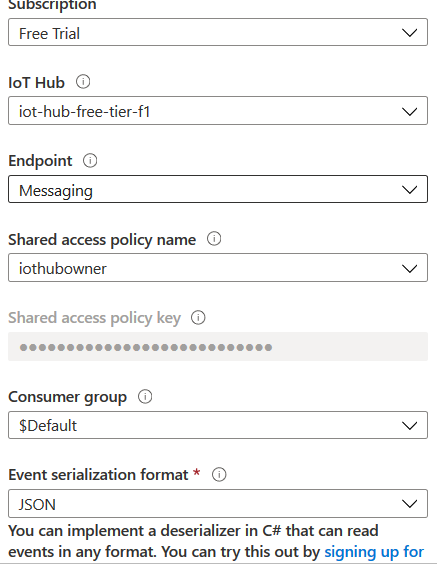 Subscription
Free Trial
IoT Hub
iot-hub-free-tier-f1
Endpoint
Messaging
Shared access policy name
iothubowner
Shared access policy key
●●●●●●●●●●●●●●●●●●●●●●●●●●●
Consumer group
$Default
Event serialization format *
JSON
You can implement a deserializer in C# that can read
events in any format. You can try this out by signing up for